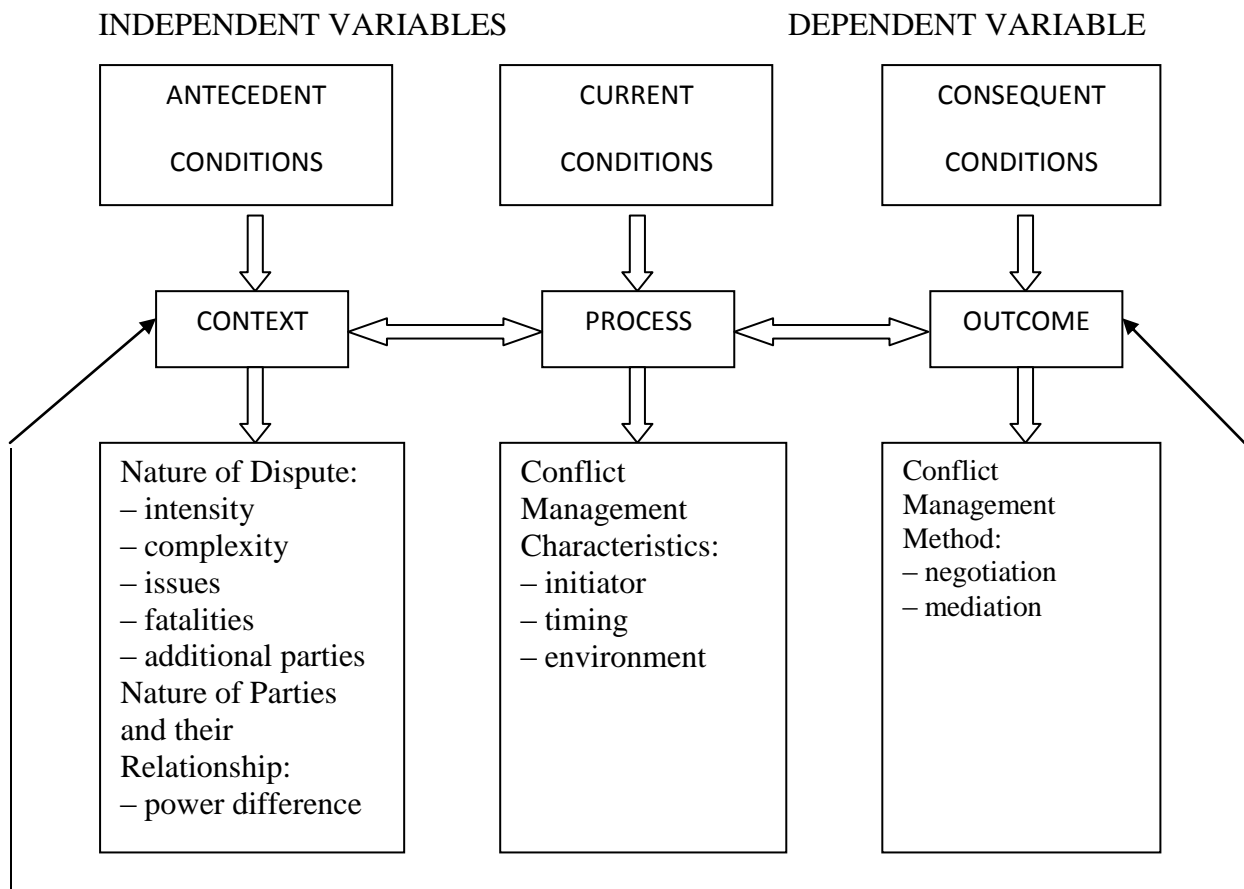 INDEPENDENT VARIABLES
DEPENDENT VARIABLE
ANTECEDENT
CONDITIONS
CURRENT
CONDITIONS
CONSEQUENT
CONDITIONS
CONTEXT
PROCESS
OUTCOME
Nature of Dispute:
– intensity
– complexity
– issues
– fatalities
– additional parties
Nature of Parties
and their
Relationship:
– power difference
Conflict
Management
Characteristics:
– initiator
– timing
– environment
Conflict
Management
Method:
– negotiation
– mediation